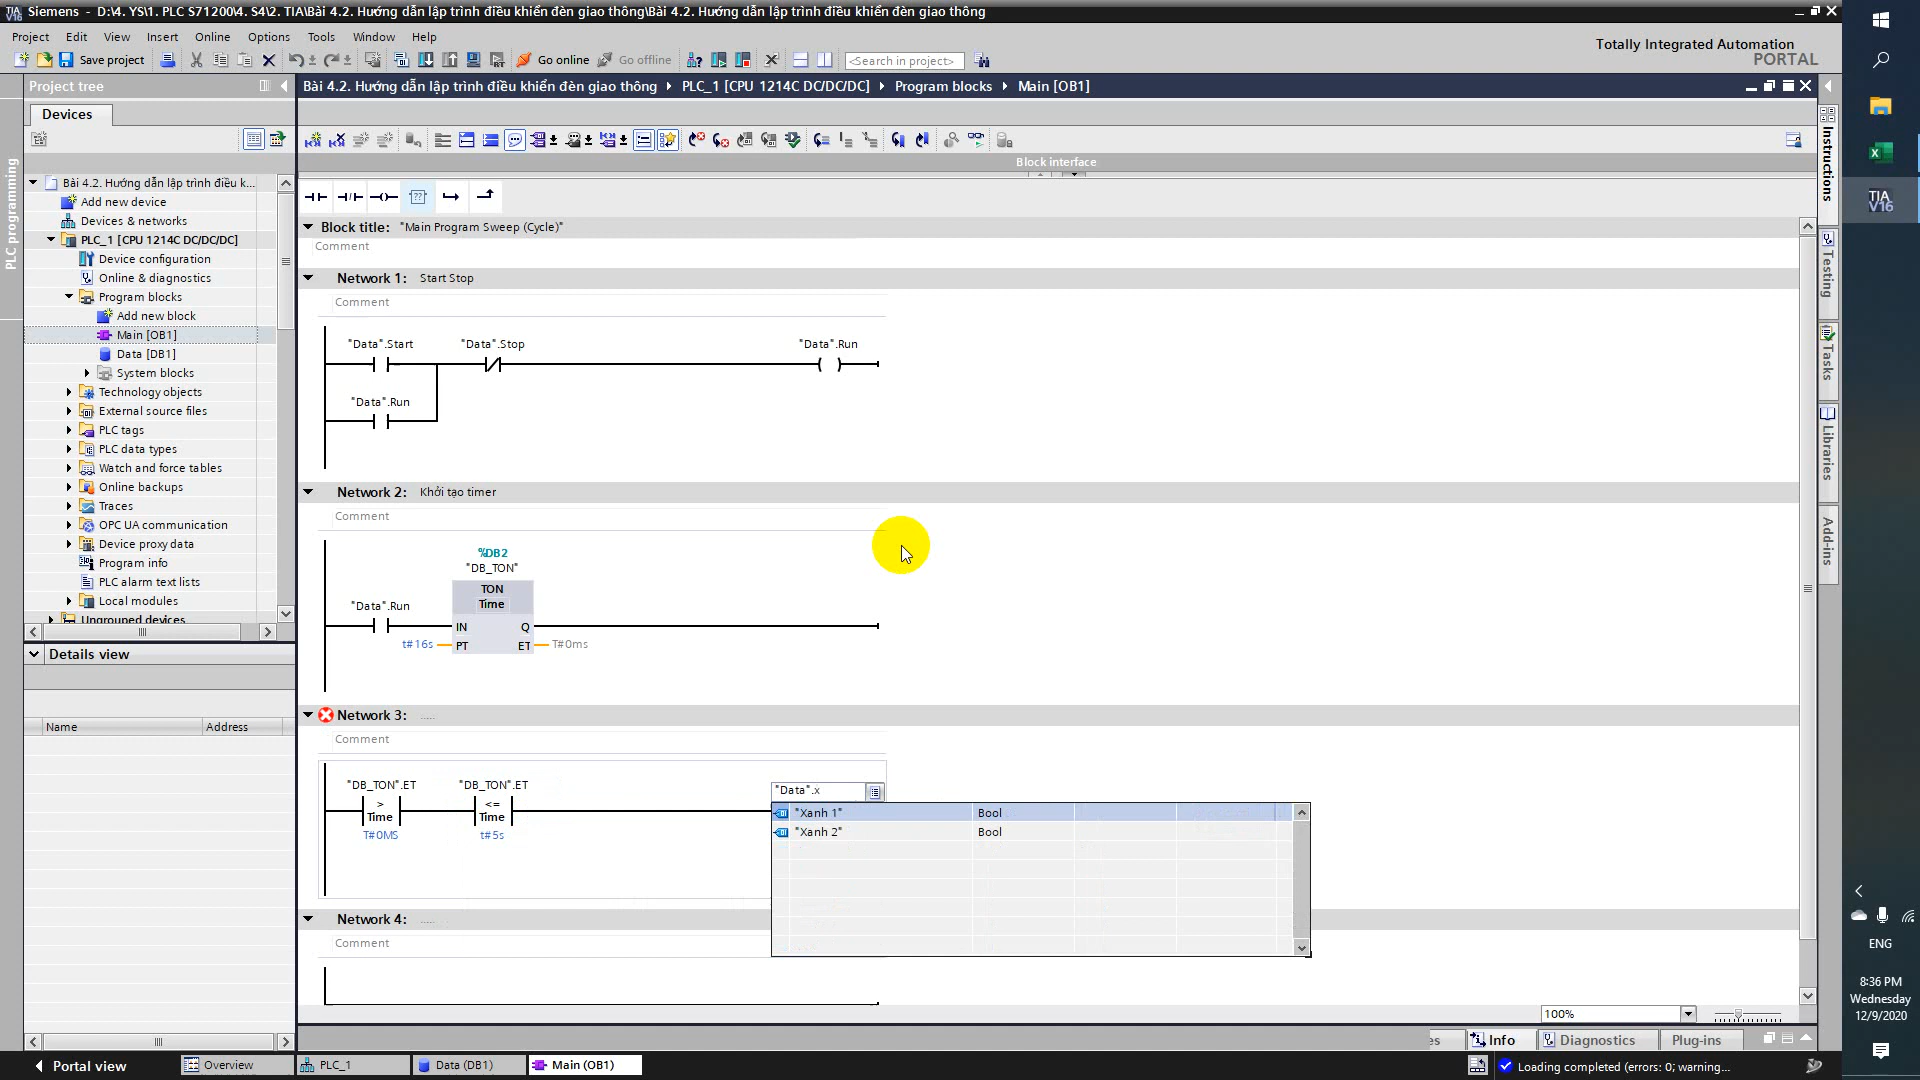 Siemens - D:\4. YS\1. PLC S71200\4. S4\2. TIA\Bài 4.2. Hướng dẫn lập trình điều khiển đèn giao thông\Bài 4.2. Hướng dẫn lập trình điều khiển đèn giao thông
Project Edit View Insert Online Options Tools Window Help
Totally Integrated Automation
PORTAL
Save project
Go online
Go offline
<Search in project>
Project tree
Bài 4.2. Hướng dẫn lập trình điều khiển đèn giao thông
PLC_1 [CPU 1214C DC/DC/DC]
Program blocks
Main [OB1]
Devices
PLC programming
Block interface
Bài 4.2. Hướng dẫn lập trình điều k...
Add new device
Devices & networks
PLC_1 [CPU 1214C DC/DC/DC]
Device configuration
Online & diagnostics
Program blocks
Add new block
Main [OB1]
Data [DB1]
System blocks
Technology objects
External source files
PLC tags
PLC data types
Watch and force tables
Online backups
Traces
OPC UA communication
Device proxy data
Program info
PLC alarm text lists
Local modules
Ungrouped devices
Details view
Name
Address
Block title: "Main Program Sweep (Cycle)"
Comment
Network 1: Start Stop
Comment
"Data".Start
"Data".Stop
"Data".Run
"Data".Run
Network 2: Khởi tạo timer
Comment
%DB2
"DB_TON"
TON
Time
"Data".Run
IN
Q
t#16s
PT
ET
T#0ms
Network 3: .....
Comment
"DB_TON".ET
"DB_TON".ET
"Data".x
>
Time
<=
Time
T#0MS
t#5s
"Xanh 1" Bool
"Xanh 2" Bool
Network 4: .....
Comment
100%
es
Info
Diagnostics
Plug-ins
Instructions
Testing
Tasks
Libraries
Add-ins
Portal view
Overview
PLC_1
Data (DB1)
Main (OB1)
Loading completed (errors: 0; warning...
TIA
V16
ENG
8:36 PM
Wednesday
12/9/2020